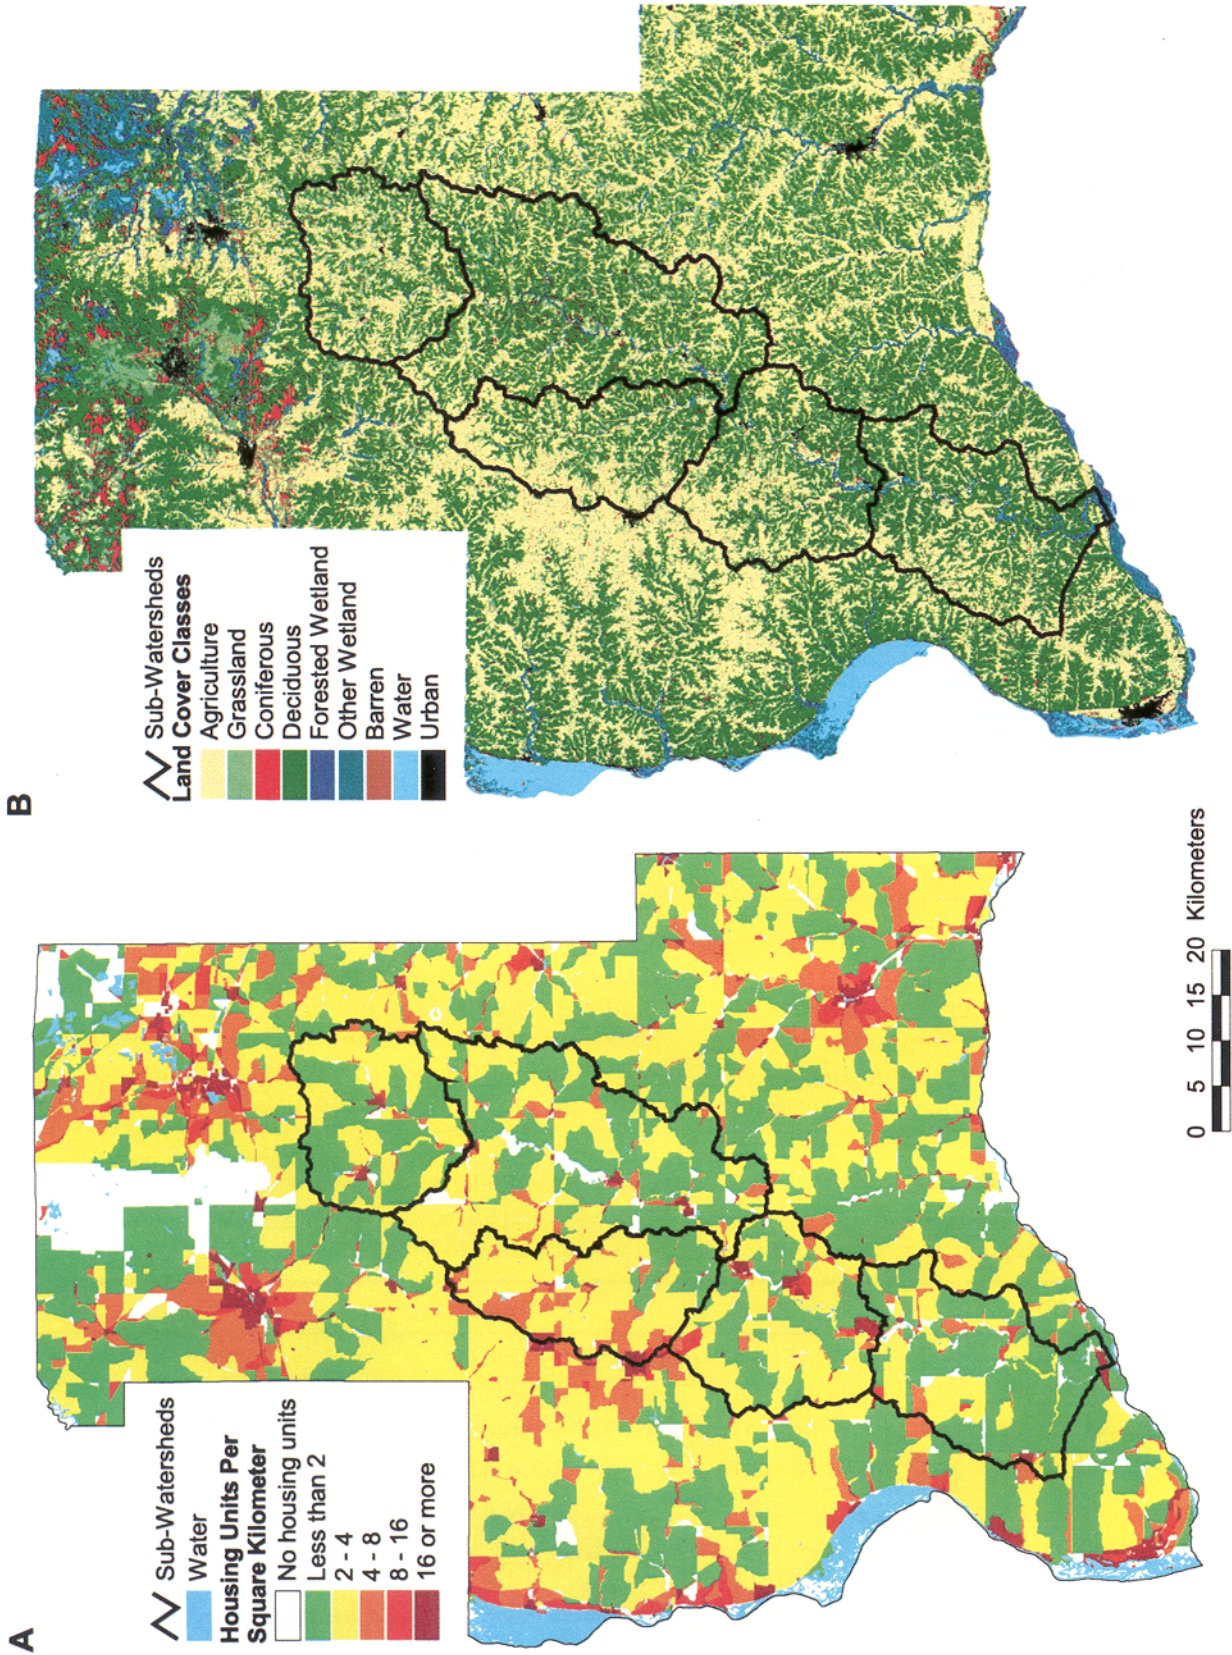 A
Sub-Watersheds
Water
Housing Units Per
Square Kilometer
No housing units
Less than 2
2 - 4
4 - 8
8 - 16
16 or more
B
Sub-Watersheds
Land Cover Classes
Agriculture
Grassland
Coniferous
Deciduous
Forested Wetland
Other Wetland
Barren
Water
Urban
0 5 10 15 20 Kilometers